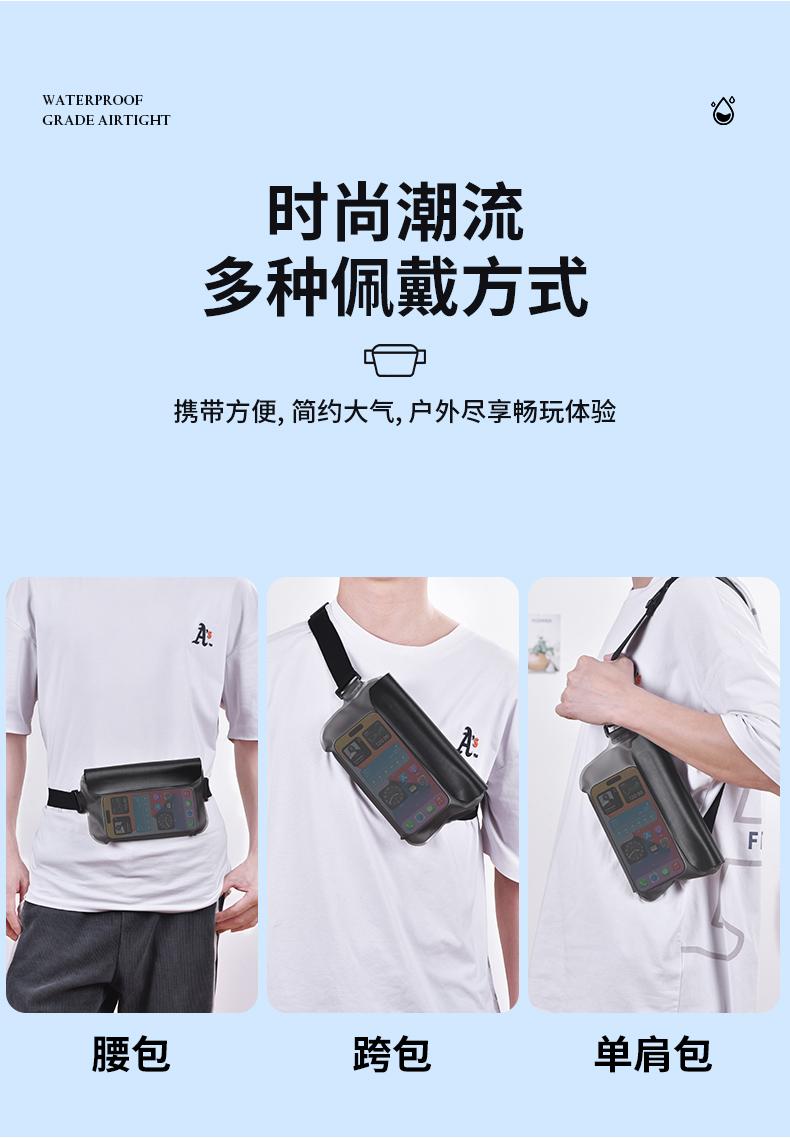 WATERPROOF
GRADE AIRTIGHT
时尚潮流
多种佩戴方式
携带方便, 简约大气, 户外尽享畅玩体验
A's
A's
腰包
跨包
单肩包